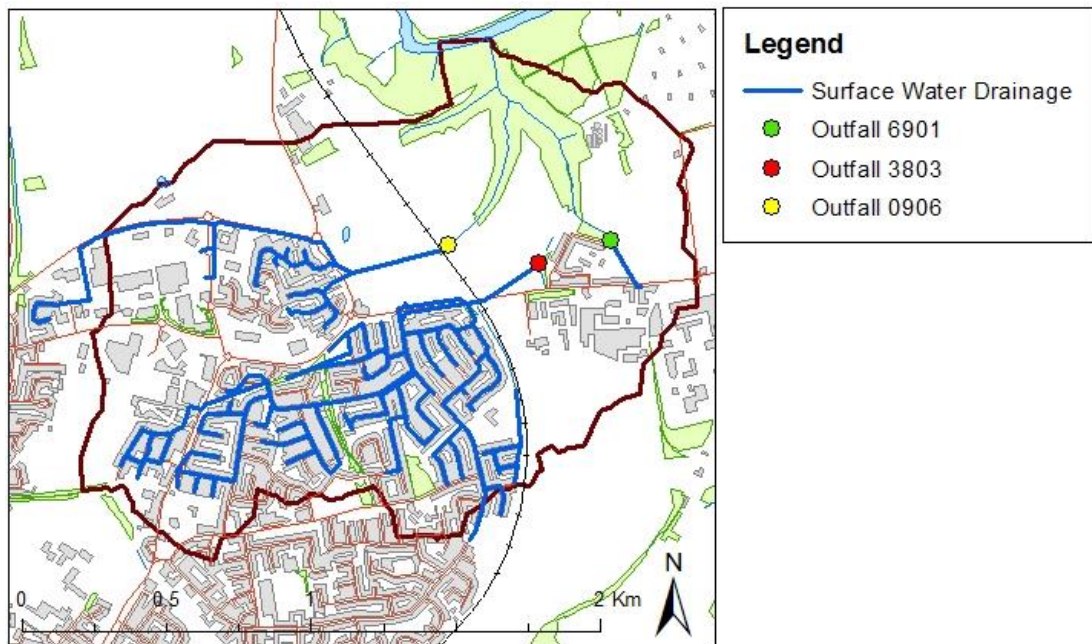 Legend
Surface Water Drainage
Outfall 6901
Outfall 3803
Outfall 0906
N
0 0.5 1 2 Km